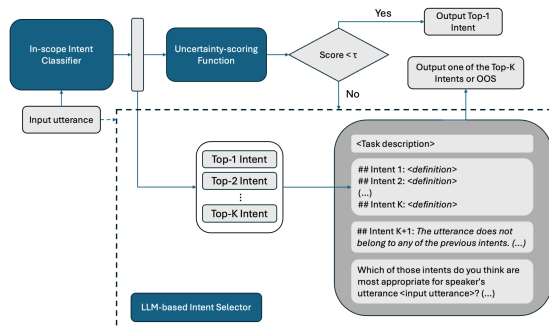 In-scope Intent
Classifier
Uncertainty-scoring
Function
Score < τ
Yes
Output Top-1
Intent
No
Output one of the Top-K
Intents or OOS
Input utterance
Top-1 Intent
Top-2 Intent
⋮
Top-K Intent
<Task description>
## Intent 1: <definition>
## Intent 2: <definition>
(...)
## Intent K: <definition>
## Intent K+1: The utterance does not
belong to any of the previous intents. (...)
Which of those intents do you think are
most appropriate for speaker's
utterance <input utterance>? (...)
LLM-based Intent Selector